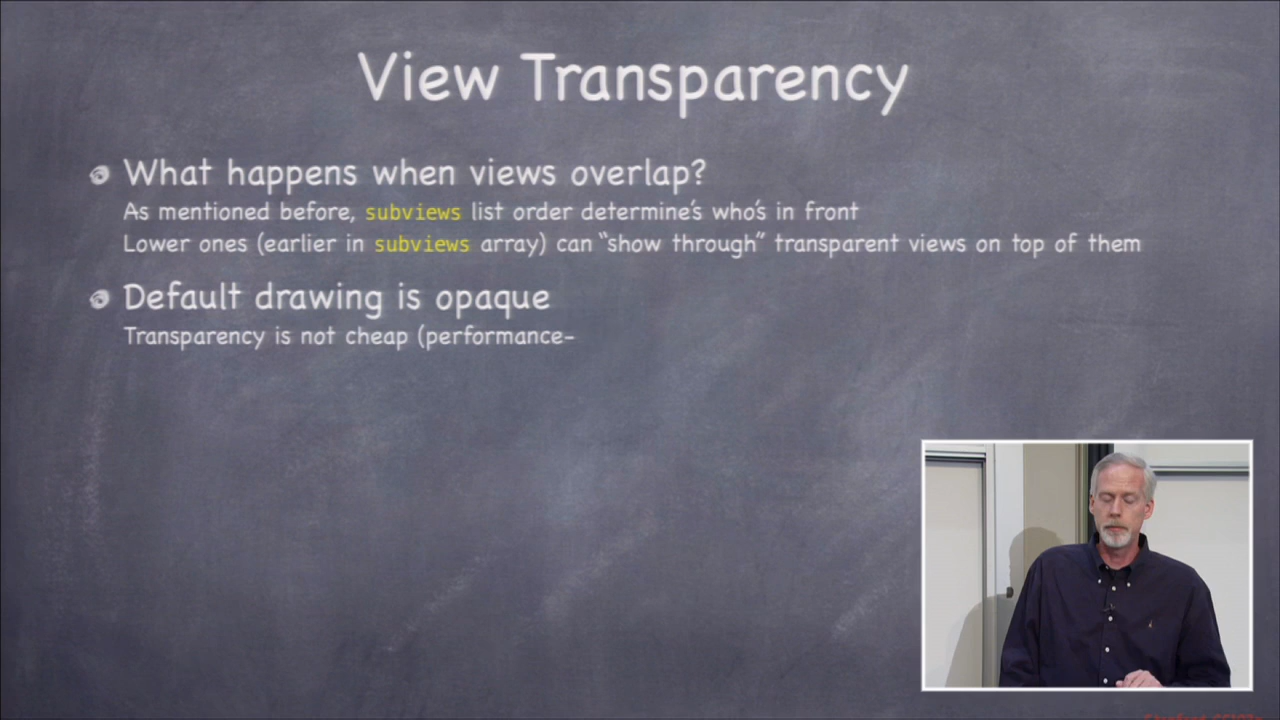 View Transparency
What happens when views overlap?
As mentioned before, subviews list order determine's who's in front
Lower ones (earlier in subviews array) can “show through” transparent views on top of them
Default drawing is opaque
Transparency is not cheap (performance-